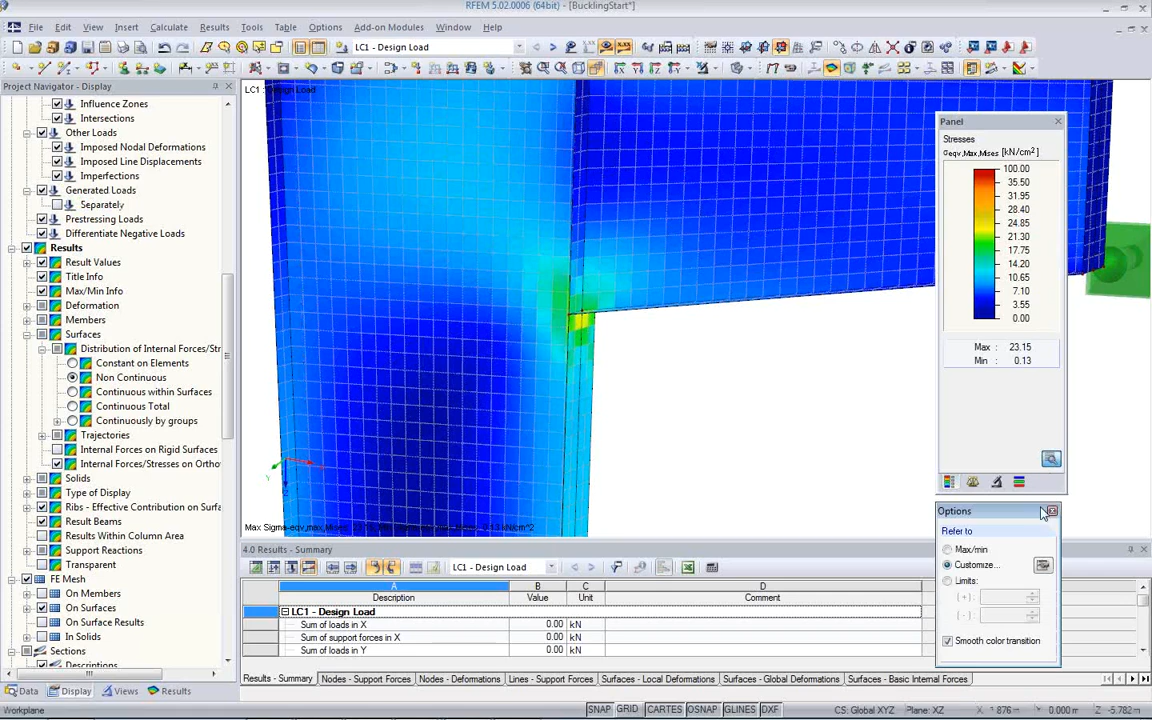 RFEM 5.02.0006 (64bit) - [BucklingStart*]
File Edit View Insert Calculate Results Tools Table Options Add-on Modules Window Help
LC1 - Design Load
Project Navigator - Display
Influence Zones
Intersections
Other Loads
Imposed Nodal Deformations
Imposed Line Displacements
Imperfections
Generated Loads
Separately
Prestressing Loads
Differentiate Negative Loads
Results
Result Values
Title Info
Max/Min Info
Deformation
Members
Surfaces
Distribution of Internal Forces/Str
Constant on Elements
Non Continuous
Continuous within Surfaces
Continuous Total
Continuously by groups
Trajectories
Internal Forces on Rigid Surfaces
Internal Forces/Stresses on Ortho
Solids
Type of Display
Ribs - Effective Contribution on Surfa
Result Beams
Results Within Column Area
Support Reactions
Transparent
FE Mesh
On Members
On Surfaces
On Surface Results
In Solids
Sections
Descriptions
Data Display Views Results
LC1 : Design Load
Panel
Stresses
σeqv,Max,Mises [kN/cm²]
100.00
35.50
31.95
28.40
24.85
21.30
17.75
14.20
10.65
7.10
3.55
0.00
Max : 23.15
Min : 0.13
Options
Refer to
Max/min
Customize...
Limits:
(+):
(-):
Smooth color transition
4.0 Results - Summary
LC1 - Design Load
A B C D
Description Value Unit Comment
LC1 - Design Load
Sum of loads in X 0.00 kN
Sum of support forces in X 0.00 kN
Sum of loads in Y 0.00 kN
Results - Summary Nodes - Support Forces Nodes - Deformations Lines - Support Forces Surfaces - Local Deformations Surfaces - Global Deformations Surfaces - Basic Internal Forces
Workplane SNAP GRID CARTES OSNAP GLINES DXF CS: Global XYZ Plane: XZ